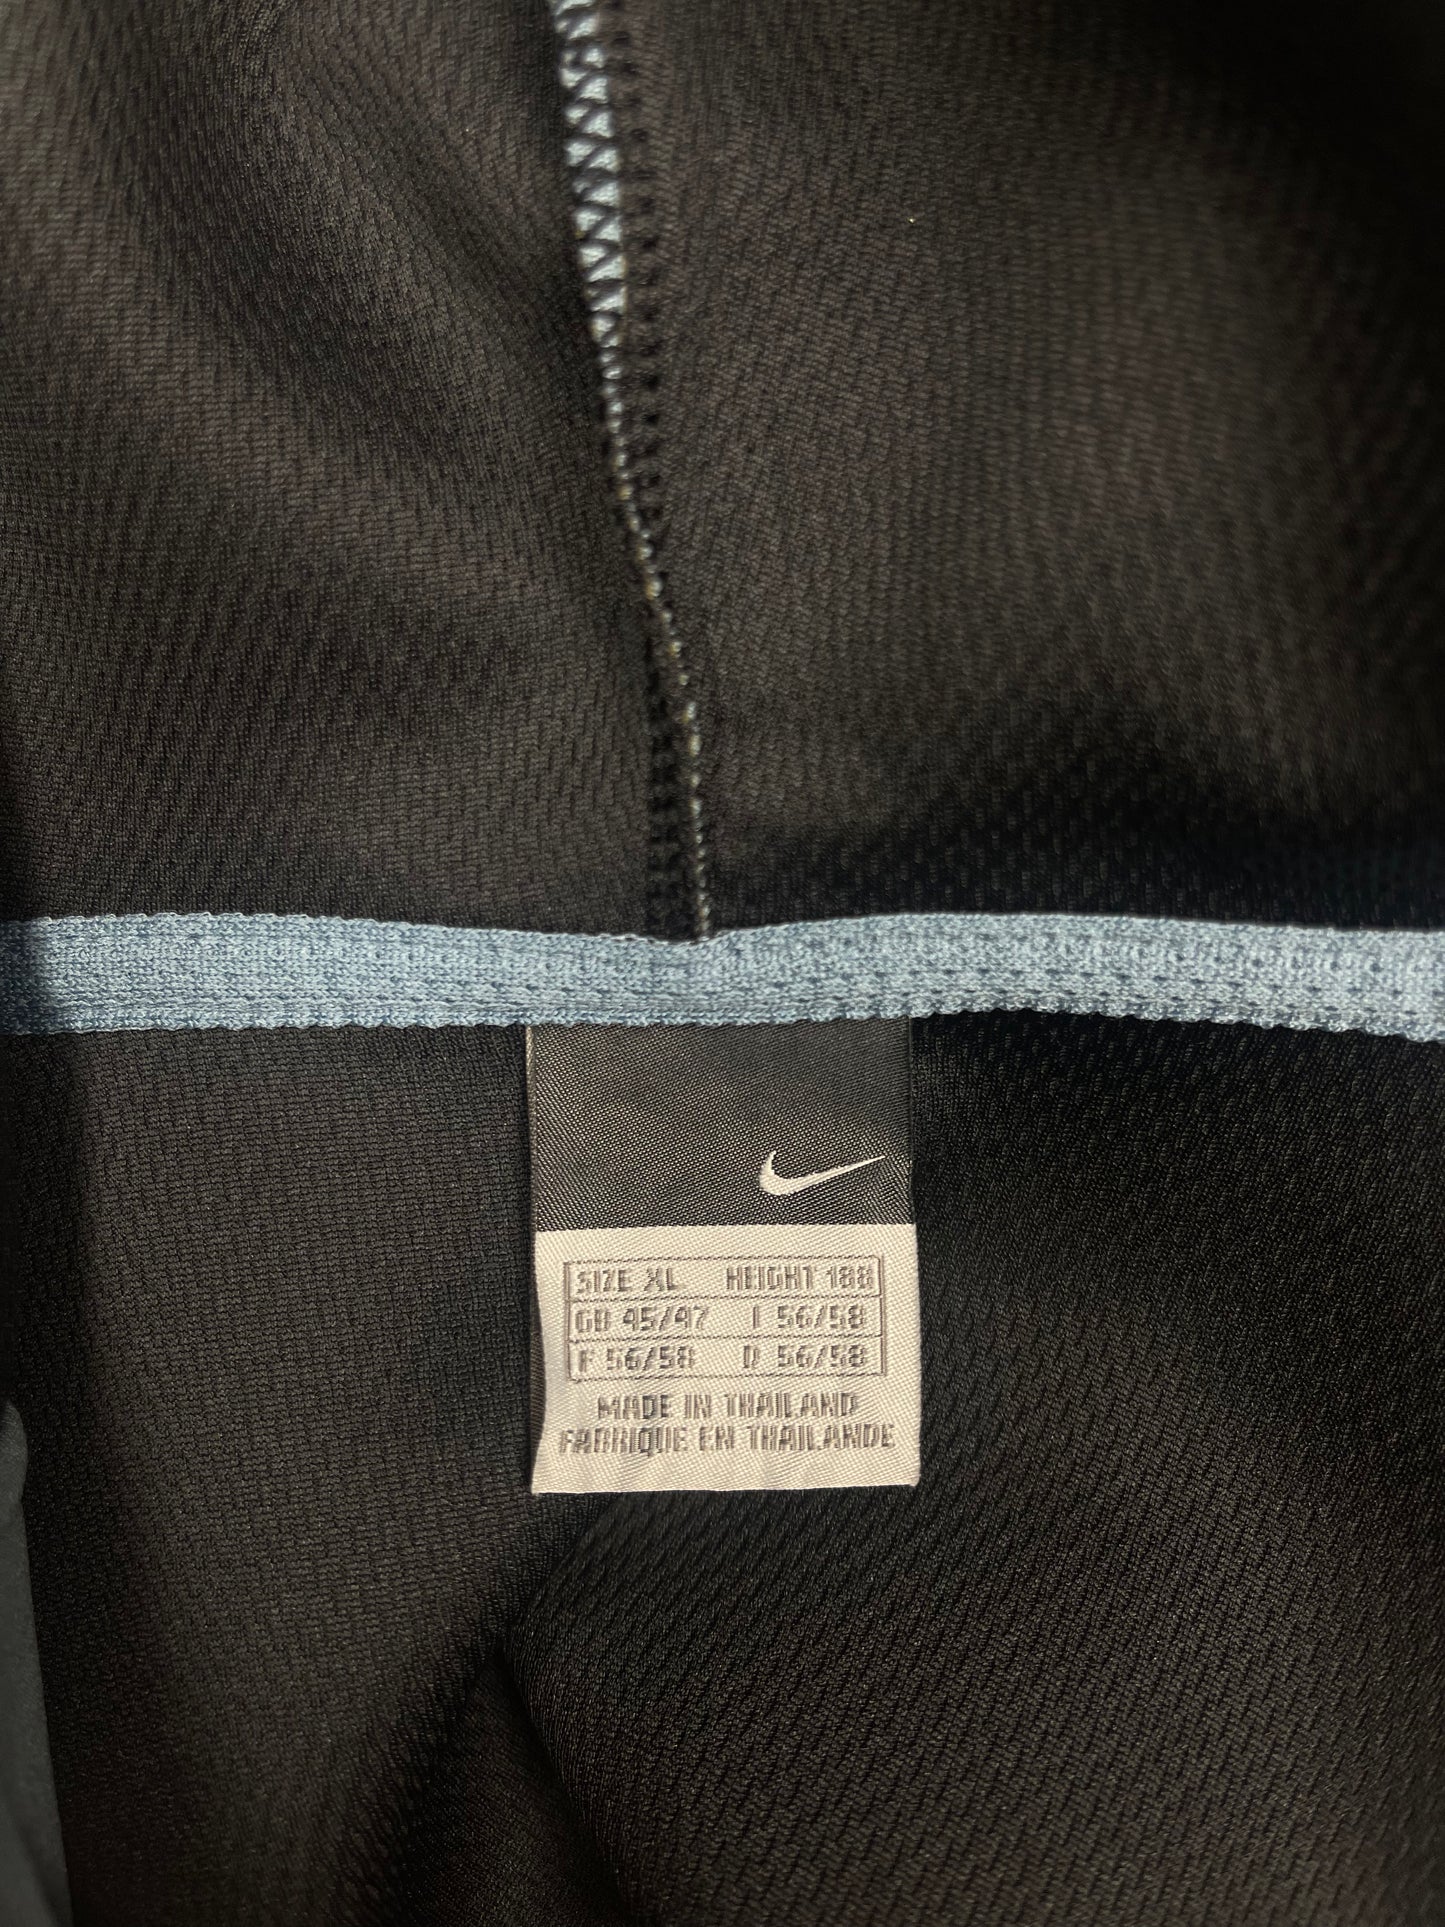 SIZE XL HEIGHT 188
GB 45/47 I 56/58
F 56/58 D 56/58
MADE IN THAILAND
FABRIQUE EN THAILANDE